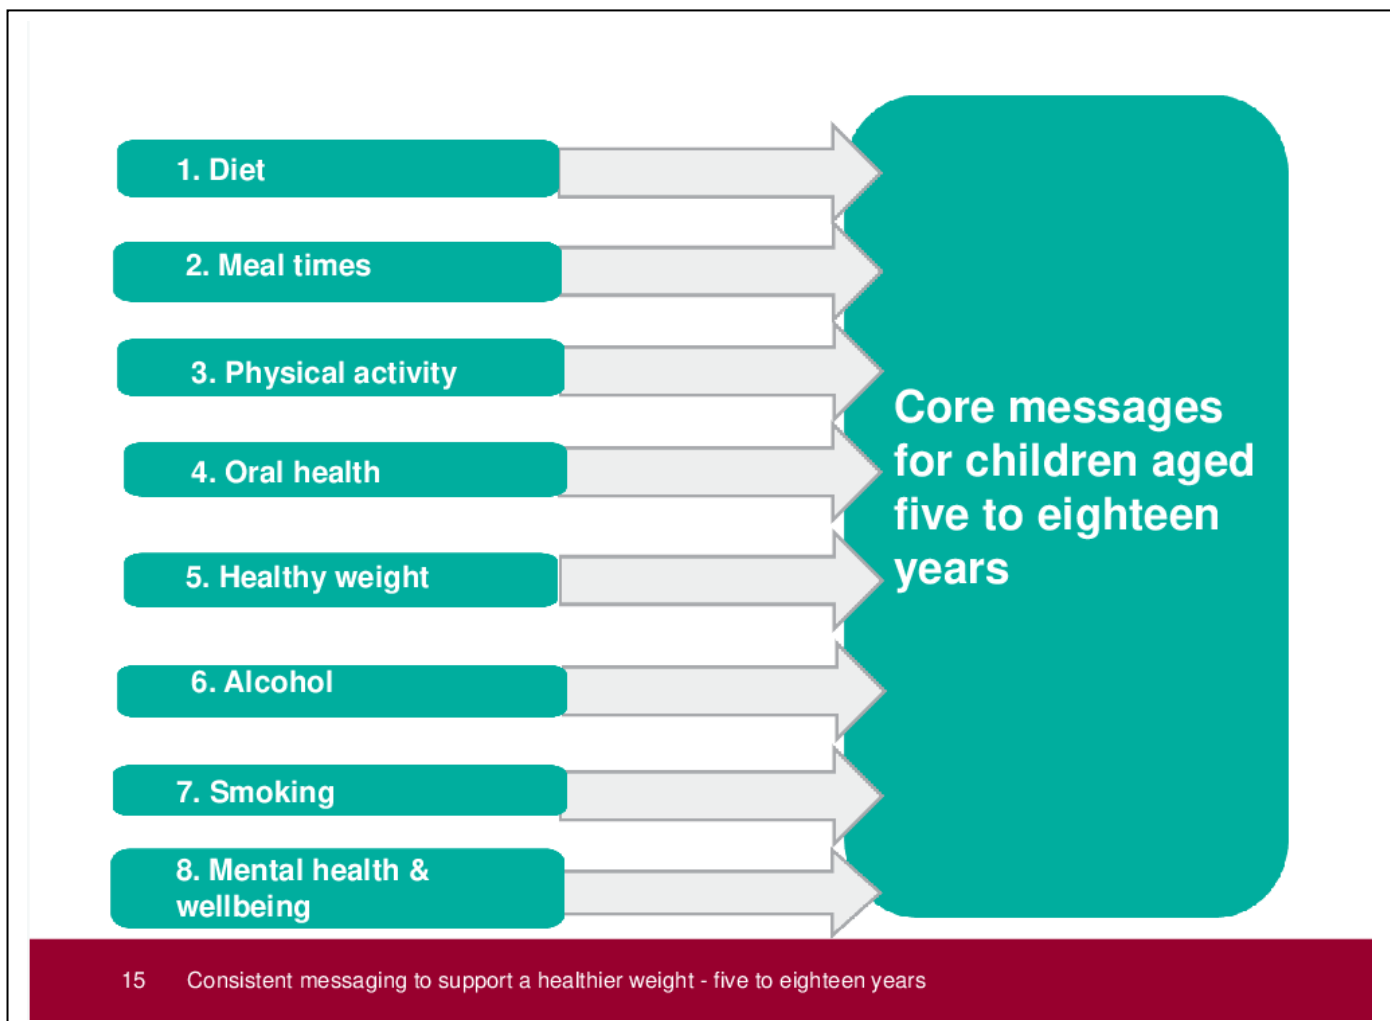 1. Diet
2. Meal times
3. Physical activity
4. Oral health
5. Healthy weight
6. Alcohol
7. Smoking
8. Mental health &
wellbeing
Core messages
for children aged
five to eighteen
years
15 Consistent messaging to support a healthier weight - five to eighteen years